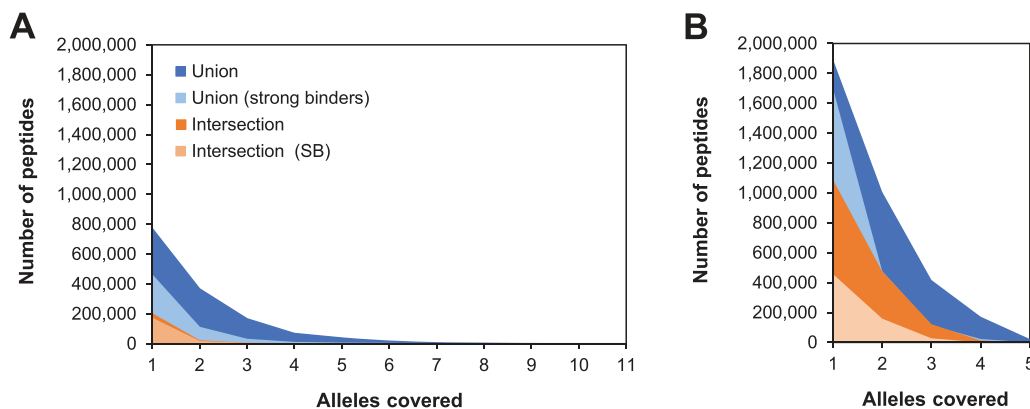 A
Number of peptides
2,000,000
1,800,000
1,600,000
1,400,000
1,200,000
1,000,000
800,000
600,000
400,000
200,000
0
Union
Union (strong binders)
Intersection
Intersection (SB)
1 2 3 4 5 6 7 8 9 10 11
Alleles covered
B
Number of peptides
2,000,000
1,800,000
1,600,000
1,400,000
1,200,000
1,000,000
800,000
600,000
400,000
200,000
0
1 2 3 4 5
Alleles covered